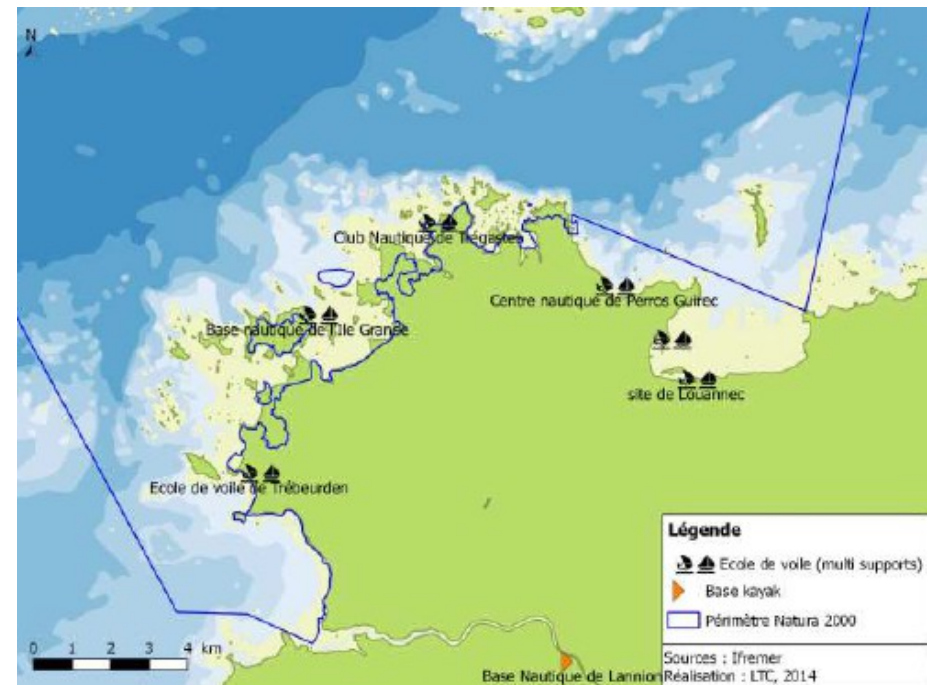 N
Club Nautique de Trégastel
Centre nautique de Perros Guirec
Base nautique de l'Ile Grande
site de Louannec
Ecole de voile de Trébeurden
Légende
Ecole de voile (multi supports)
Base kayak
Périmètre Natura 2000
0 1 2 3 4 km
Sources : Ifremer
Réalisation : LTC, 2014
Base Nautique de Lannion